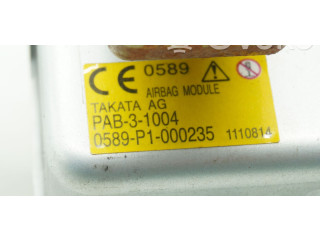 CE 0589
AIRBAG MODULE
TAKATA AG
PAB-3-1004
0589-P1-000235 1110814